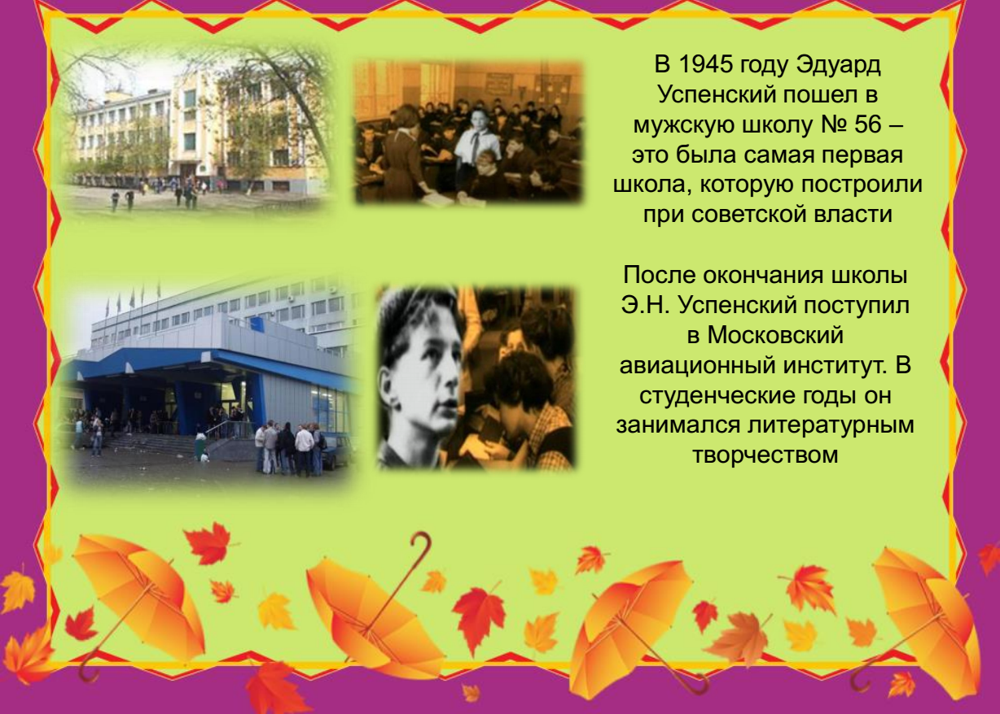 В 1945 году Эдуард
Успенский пошел в
мужскую школу № 56 –
это была самая первая
школа, которую построили
при советской власти
После окончания школы
Э.Н. Успенский поступил
в Московский
авиационный институт. В
студенческие годы он
занимался литературным
творчеством